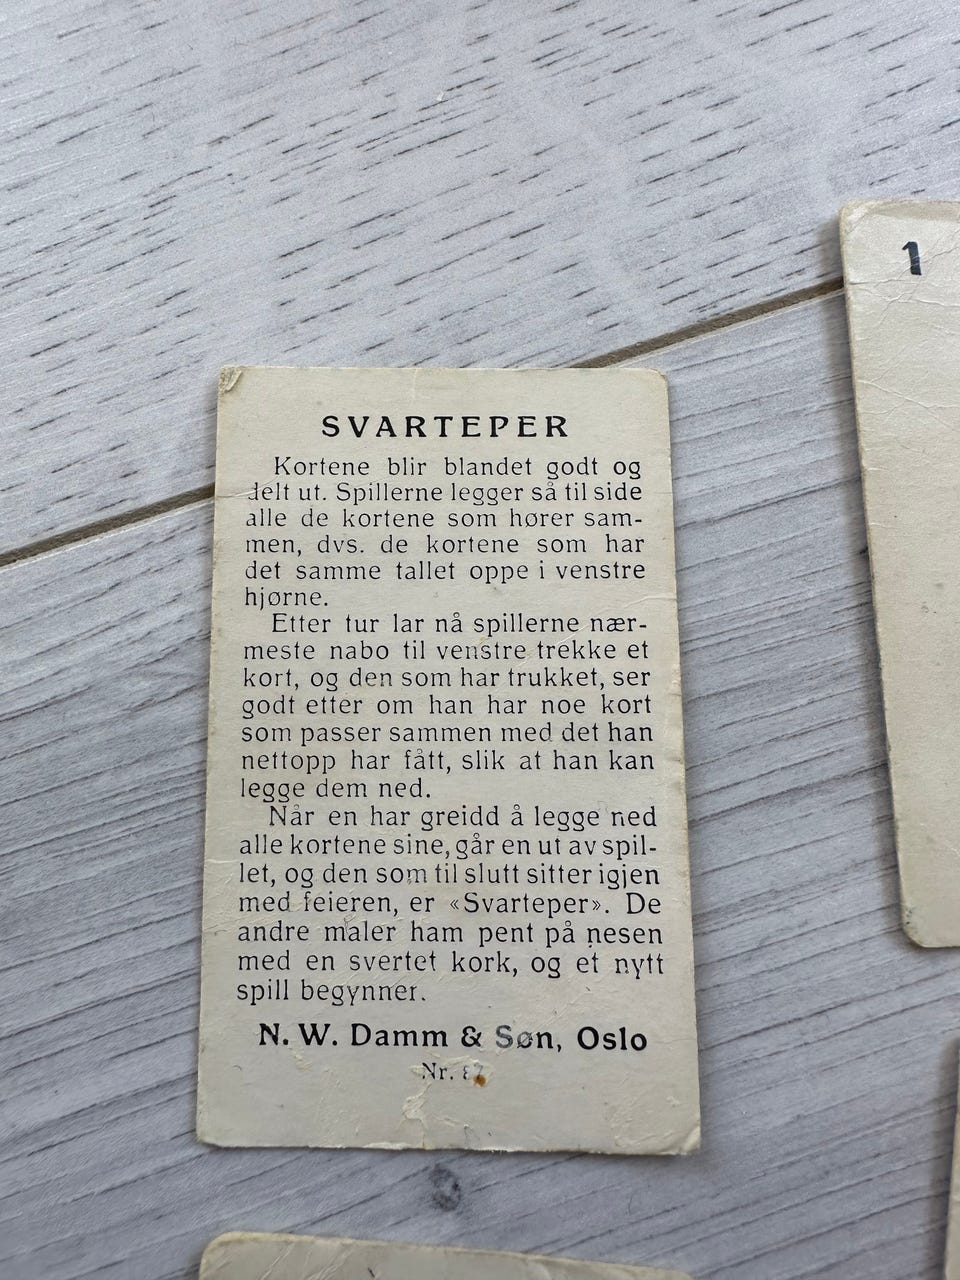 SVARTEPER
Kortene blir blandet godt og
delt ut. Spillerne legger så til side
alle de kortene som hører sam-
men, dvs. de kortene som har
det samme tallet oppe i venstre
hjørne.
Etter tur lar nå spillerne nær-
meste nabo til venstre trekke et
kort, og den som har trukket, ser
godt etter om han har noe kort
som passer sammen med det han
nettopp har fått, slik at han kan
legge dem ned.
Når en har greidd å legge ned
alle kortene sine, går en ut av spil-
let, og den som til slutt sitter igjen
med feieren, er «Svarteper». De
andre maler ham pent på nesen
med en svertet kork, og et nytt
spill begynner.
N. W. Damm & Søn, Oslo
Nr.
1